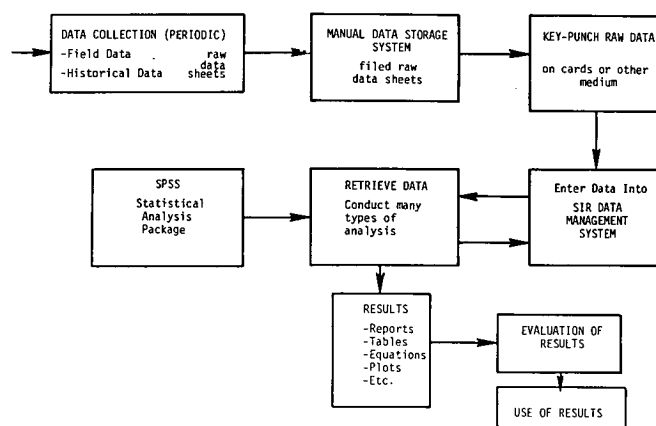 DATA COLLECTION (PERIODIC)
-Field Data raw
data
-Historical Data sheets
MANUAL DATA STORAGE
SYSTEM
filed raw
data sheets
KEY-PUNCH RAW DATA
on cards or other
medium
SPSS
Statistical
Analysis
Package
RETRIEVE DATA
Conduct many
types of
analysis
Enter Data Into
SIR DATA
MANAGEMENT
SYSTEM
RESULTS
-Reports
-Tables
-Equations
-Plots
-Etc.
EVALUATION OF
RESULTS
USE OF RESULTS